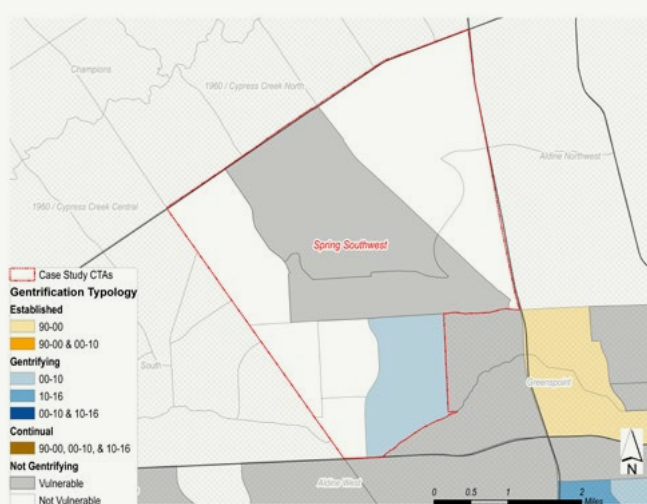 Champions
1960 / Cypress Creek North
Aldine Northwest
1960 / Cypress Creek Central
Spring Southwest
Case Study CTAs
Gentrification Typology
Established
90-00
90-00 & 00-10
Gentrifying
00-10
10-16
00-10 & 10-16
Continual
90-00, 00-10, & 10-16
Not Gentrifying
Vulnerable
Not Vulnerable
South
Greenspoint
Aldine West
N
0 0.5 1 2
Miles